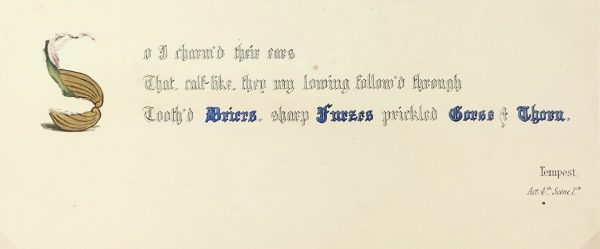 So I charm'd their ears
That, calf-like, they my lowing follow'd through
Tooth'd Briers, sharp Furzes prickled Gorse & Thorn,
Tempest,
Act. 4th. Scene 1st